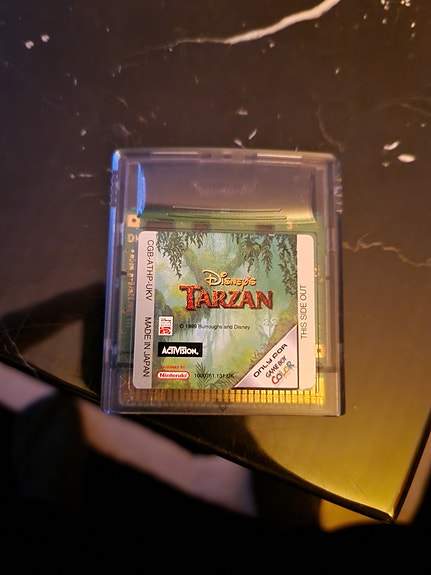 CGB-ATHP-UKV
MADE IN JAPAN
Disney's
TARZAN
© 1999 Burroughs and Disney
ACTIVISION.
Nintendo
ONLY FOR
GAME BOY
COLOR
THIS SIDE OUT